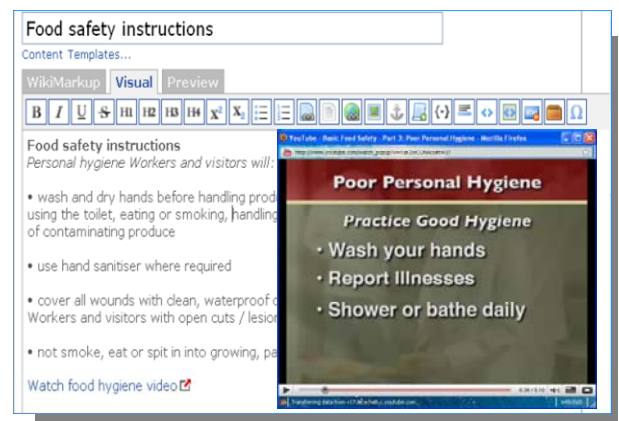 Food safety instructions
Content Templates...
WikiMarkup Visual Preview
B I U S H1 H2 H3 H4 X² X₂ Ω
Food safety instructions
Personal hygiene Workers and visitors will:
• wash and dry hands before handling prod
using the toilet, eating or smoking, handling
of contaminating produce
• use hand sanitiser where required
• cover all wounds with clean, waterproof
Workers and visitors with open cuts / lesion
• not smoke, eat or spit in into growing, pa
Watch food hygiene video
YouTube - Basic Food Safety - Part 3: Poor Personal Hygiene - Mozilla Firefox
Poor Personal Hygiene
Practice Good Hygiene
• Wash your hands
• Report Illnesses
• Shower or bathe daily